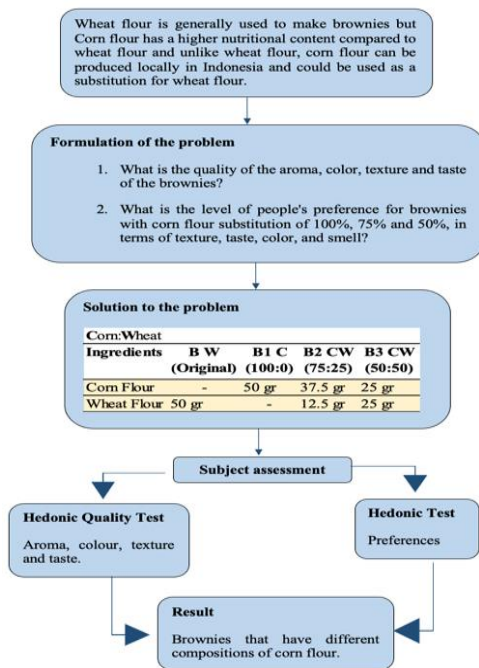 Wheat flour is generally used to make brownies but
Corn flour has a higher nutritional content compared to
wheat flour and unlike wheat flour, corn flour can be
produced locally in Indonesia and could be used as a
substitution for wheat flour.
Formulation of the problem
1. What is the quality of the aroma, color, texture and taste
of the brownies?
2. What is the level of people's preference for brownies
with corn flour substitution of 100%, 75% and 50%, in
terms of texture, taste, color, and smell?
Solution to the problem
Corn:Wheat
Ingredients B W B1 C B2 CW B3 CW
(Original) (100:0) (75:25) (50:50)
Corn Flour - 50 gr 37.5 gr 25 gr
Wheat Flour 50 gr - 12.5 gr 25 gr
Subject assessment
Hedonic Quality Test
Aroma, colour, texture
and taste.
Hedonic Test
Preferences
Result
Brownies that have different
compositions of corn flour.